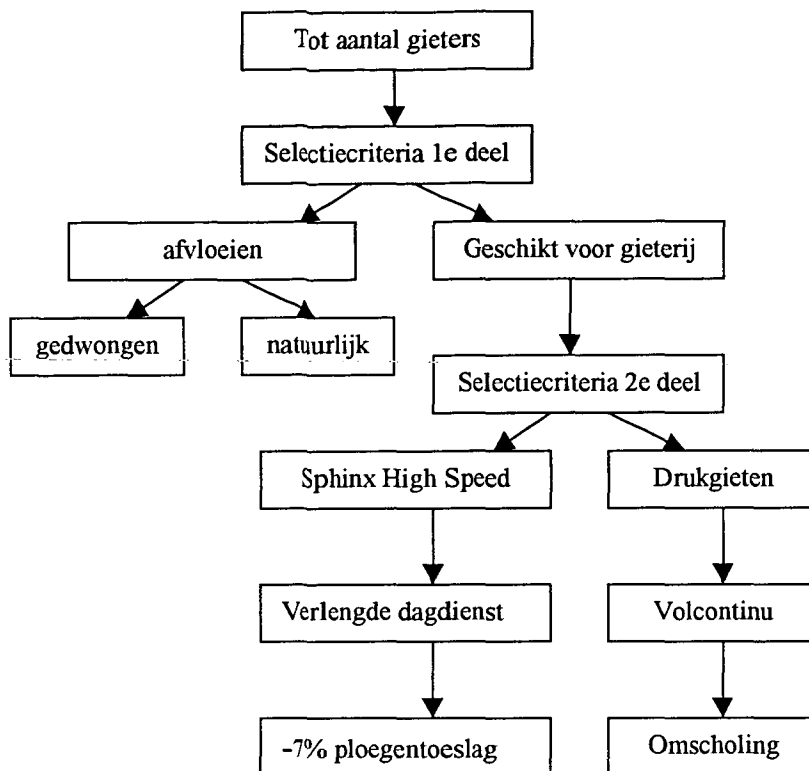 Tot aantal gieters
Selectiecriteria 1e deel
afvloeien
Geschikt voor gieterij
gedwongen
natuurlijk
Selectiecriteria 2e deel
Sphinx High Speed
Drukgieten
Verlengde dagdienst
Volcontinu
-7% ploegentoeslag
Omscholing